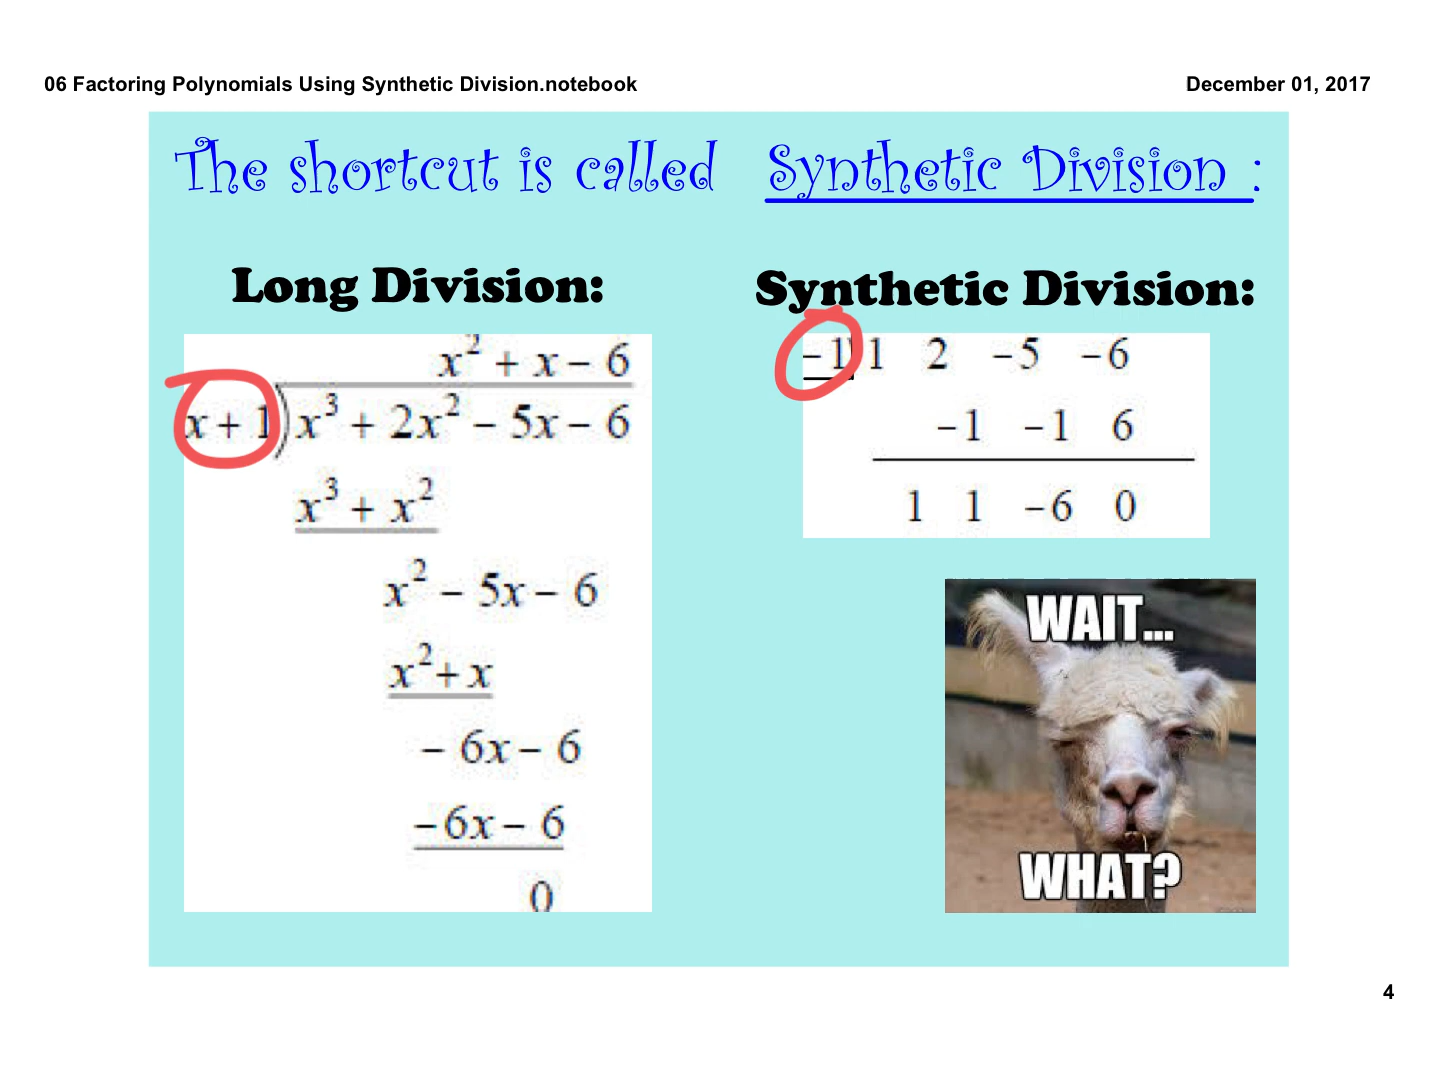 06 Factoring Polynomials Using Synthetic Division.notebook
December 01, 2017
The shortcut is called Synthetic Division :
Long Division:
x² + x − 6
x + 1) x³ + 2x² − 5x − 6
x³ + x²
x² − 5x − 6
x² + x
− 6x − 6
−6x − 6
0
Synthetic Division:
−1| 1 2 −5 −6
−1 −1 6
1 1 −6 0
WAIT...
WHAT?
4